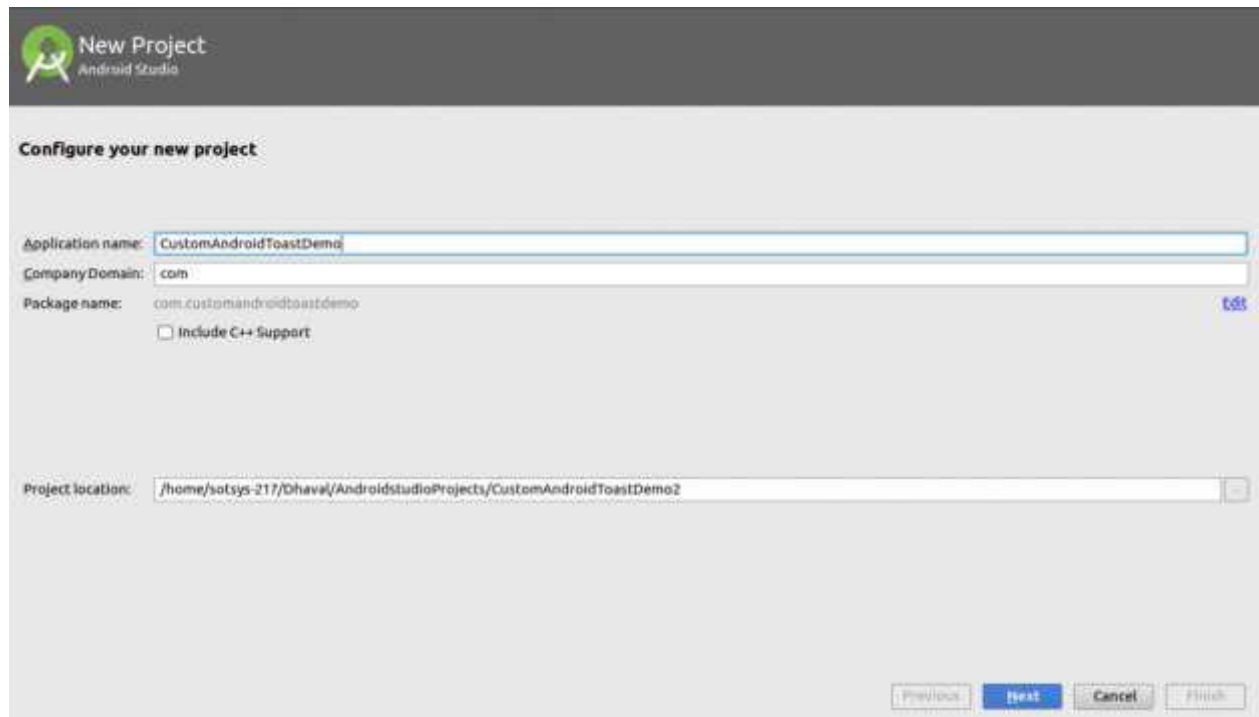 New Project
Android Studio
Configure your new project
Application name: CustomAndroidToastDemo
Company Domain: com
Package name: com.customandroidtoastdemo Edit
Include C++ Support
Project location: /home/sotsys-217/Dhaval/AndroidstudioProjects/CustomAndroidToastDemo2
Previous Next Cancel Finish